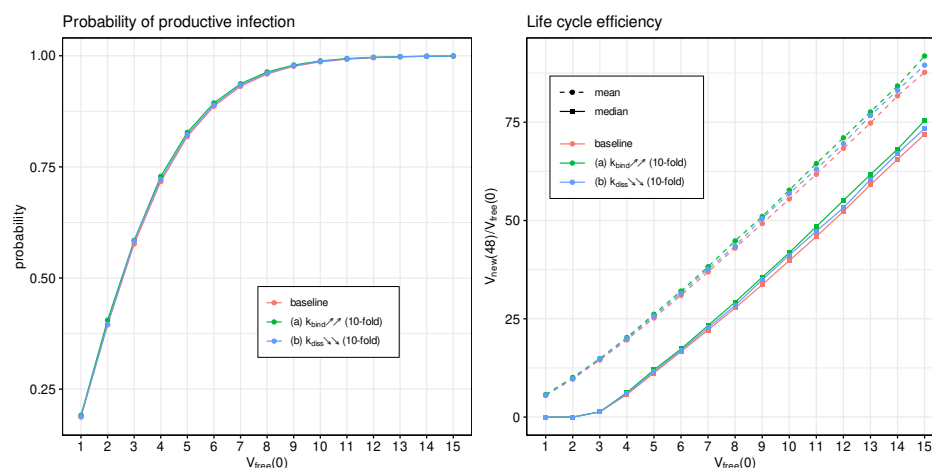 Probability of productive infection
probability
1.00
0.75
0.50
0.25
baseline
(a) k_bind↗↗ (10-fold)
(b) k_diss↘↘ (10-fold)
1 2 3 4 5 6 7 8 9 10 11 12 13 14 15
V_free(0)
Life cycle efficiency
V_new(48)/V_free(0)
75
50
25
0
mean
median
baseline
(a) k_bind↗↗ (10-fold)
(b) k_diss↘↘ (10-fold)
1 2 3 4 5 6 7 8 9 10 11 12 13 14 15
V_free(0)